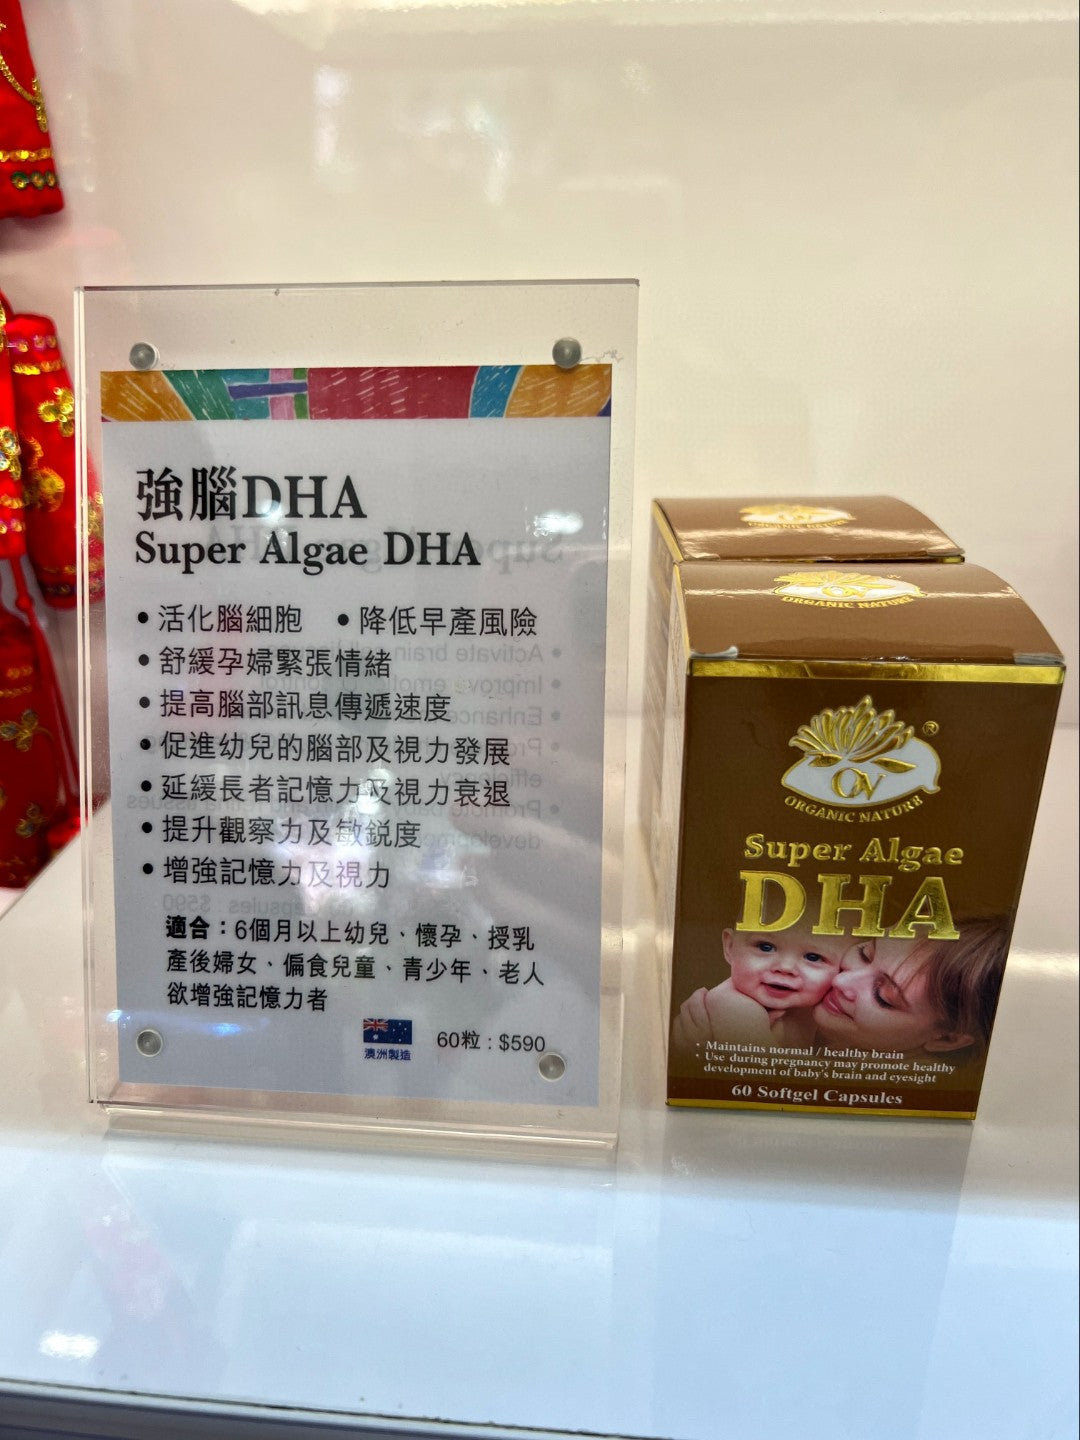 強腦DHA
Super Algae DHA
• 活化腦細胞 • 降低早產風險
• 舒緩孕婦緊張情緒
• 提高腦部訊息傳遞速度
• 促進幼兒的腦部及視力發展
• 延緩長者記憶力及視力衰退
• 提升觀察力及敏鋭度
• 增強記憶力及視力
適合：6個月以上幼兒、懷孕、授乳
產後婦女、偏食兒童、青少年、老人
欲增強記憶力者
澳洲製造 60粒 : $590
ORGANIC NATURE
ON
®
ORGANIC NATURE
Super Algae
DHA
• Maintains normal / healthy brain
• Use during pregnancy may promote healthy
development of baby's brain and eyesight
60 Softgel Capsules